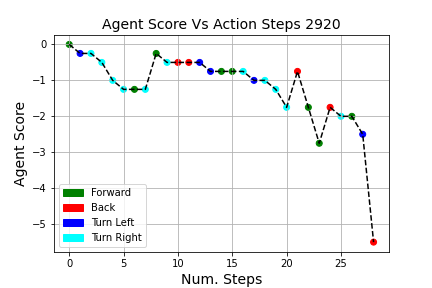 Agent Score Vs Action Steps 2920
Agent Score
0
−1
−2
−3
−4
−5
Forward
Back
Turn Left
Turn Right
0 5 10 15 20 25
Num. Steps